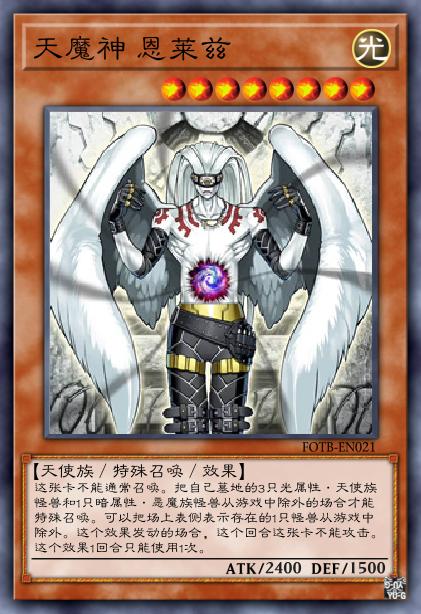 天魔神 恩莱兹
光
FOTB-EN021
【天使族/特殊召唤/效果】
这张卡不能通常召唤。把自己墓地的3只光属性·天使族
怪兽和1只暗属性·恶魔族怪兽从游戏中除外的场合才能
特殊召唤。可以把场上表侧表示存在的1只怪兽从游戏中
除外。这个效果发动的场合，这个回合这张卡不能攻击。
这个效果1回合只能使用1次。
ATK/2400 DEF/1500